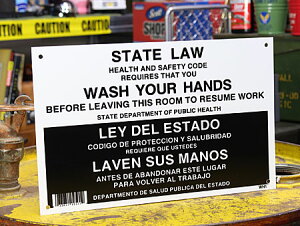 STATE LAW
HEALTH AND SAFETY CODE
REQUIRES THAT YOU
WASH YOUR HANDS
BEFORE LEAVING THIS ROOM TO RESUME WORK
STATE DEPARTMENT OF PUBLIC HEALTH
LEY DEL ESTADO
CODIGO DE PROTECCION Y SALUBRIDAD
REQUIERE QUE USTEDES
LAVEN SUS MANOS
ANTES DE ABANDONAR ESTE LUGAR
PARA VOLVER AL TRABAJO
DEPARTAMENTO DE SALUD PUBLICA DEL ESTADO
CAUTION